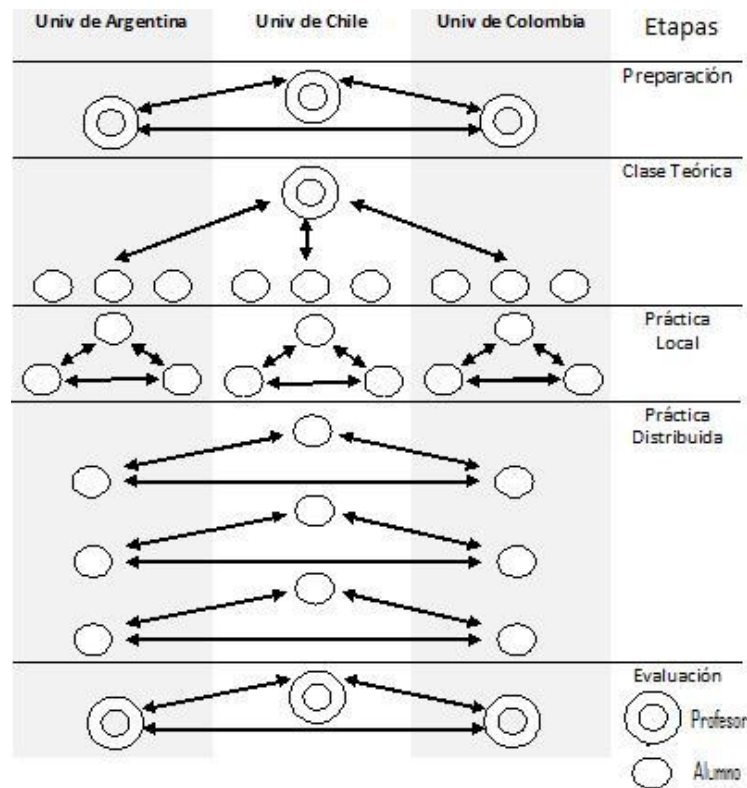 Univ de Argentina
Univ de Chile
Univ de Colombia
Etapas
Preparación
Clase Teórica
Práctica
Local
Práctica
Distribuida
Evaluación
Profesor
Alumno